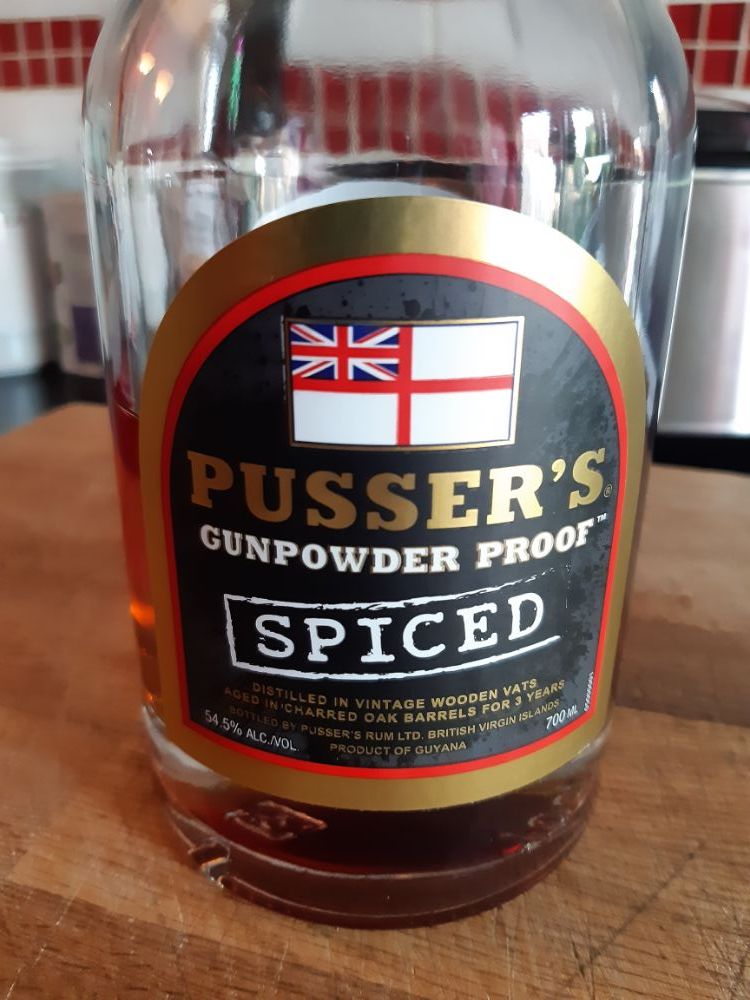 PUSSER'S®
GUNPOWDER PROOF™
SPICED
DISTILLED IN VINTAGE WOODEN VATS
AGED IN CHARRED OAK BARRELS FOR 3 YEARS
BOTTLED BY PUSSER'S RUM LTD. BRITISH VIRGIN ISLANDS
54.5% ALC./VOL.
PRODUCT OF GUYANA
700 ML